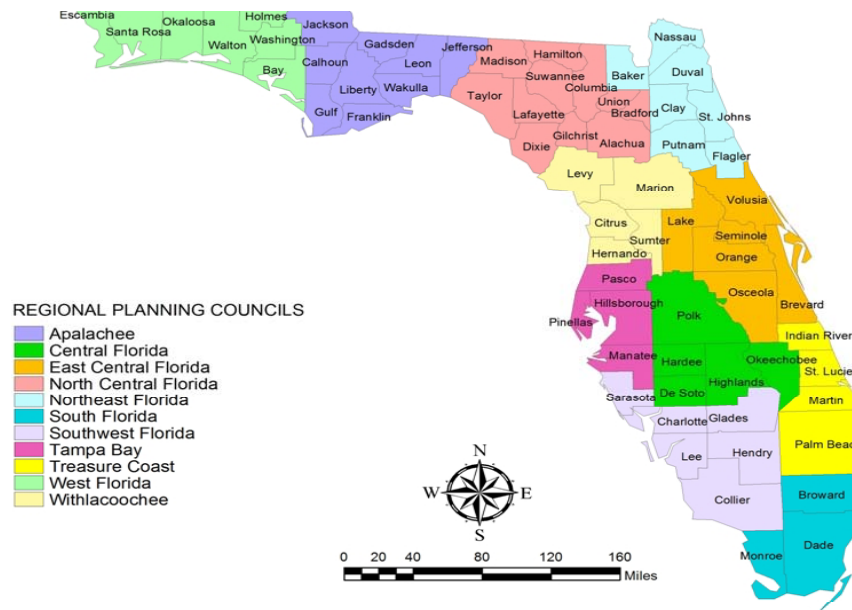 Escambia
Santa Rosa
Okaloosa
Walton
Holmes
Washington
Bay
Jackson
Calhoun
Gulf
Gadsden
Liberty
Franklin
Leon
Wakulla
Jefferson
Madison
Taylor
Hamilton
Suwannee
Lafayette
Dixie
Columbia
Union
Bradford
Gilchrist
Alachua
Baker
Nassau
Duval
Clay
St. Johns
Putnam
Flagler
Levy
Marion
Citrus
Sumter
Hernando
Lake
Volusia
Seminole
Orange
Osceola
Brevard
Pasco
Hillsborough
Pinellas
Manatee
Polk
Hardee
De Soto
Highlands
Okeechobee
Indian River
St. Lucie
Martin
Palm Beach
Sarasota
Charlotte
Glades
Lee
Hendry
Collier
Broward
Dade
Monroe
REGIONAL PLANNING COUNCILS
Apalachee
Central Florida
East Central Florida
North Central Florida
Northeast Florida
South Florida
Southwest Florida
Tampa Bay
Treasure Coast
West Florida
Withlacoochee
N
W E
S
0 20 40 80 120 160
Miles